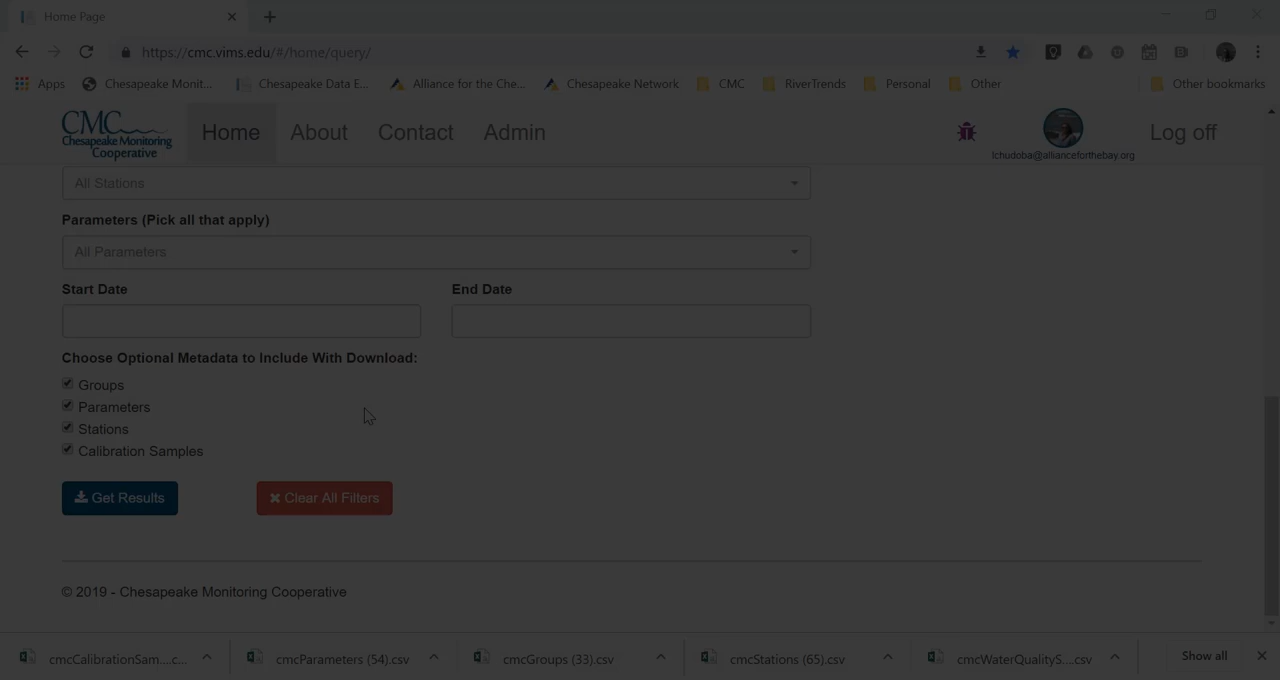 Home Page
https://cmc.vims.edu/#/home/query/
Apps Chesapeake Monit... Chesapeake Data E... Alliance for the Che... Chesapeake Network CMC RiverTrends Personal Other Other bookmarks
CMC
Chesapeake Monitoring
Cooperative
Home About Contact Admin Log off
lchudoba@allianceforthebay.org
All Stations
Parameters (Pick all that apply)
All Parameters
Start Date End Date
Choose Optional Metadata to Include With Download:
Groups
Parameters
Stations
Calibration Samples
Get Results Clear All Filters
© 2019 - Chesapeake Monitoring Cooperative
cmcCalibrationSam....c... cmcParameters (54).csv cmcGroups (33).csv cmcStations (65).csv cmcWaterQualityS....csv Show all